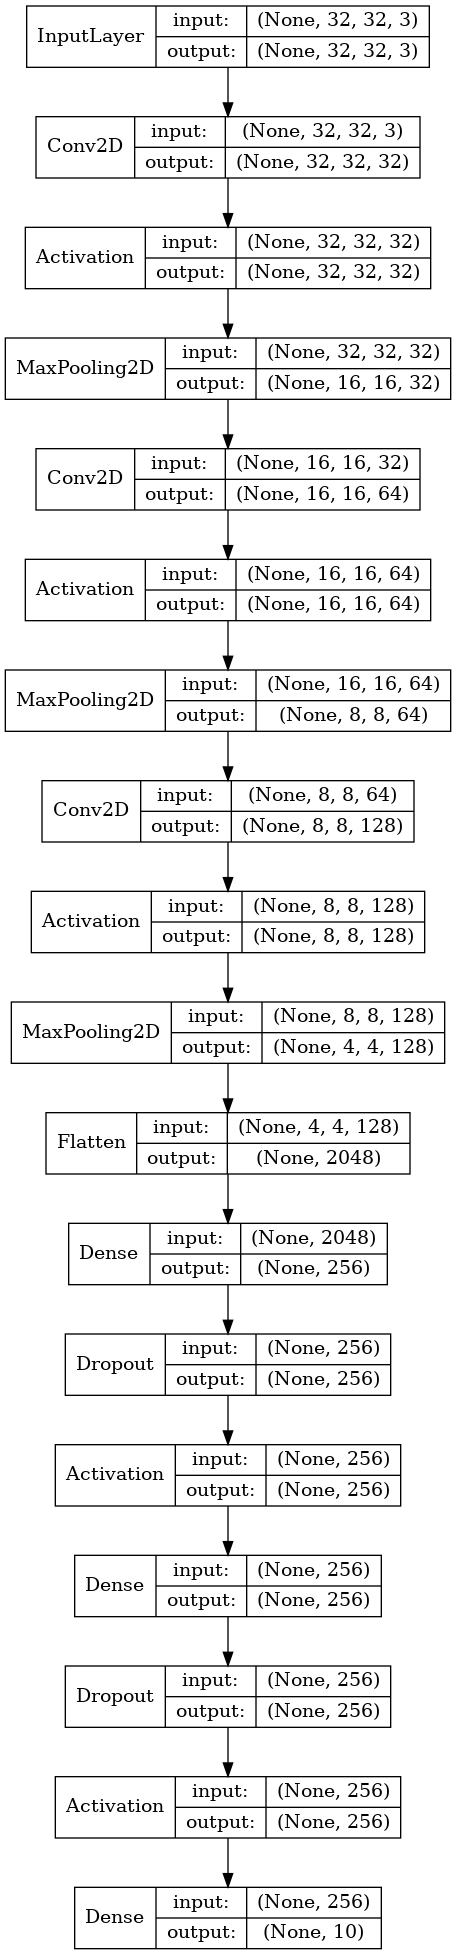 InputLayer input: (None, 32, 32, 3)
output: (None, 32, 32, 3)
Conv2D input: (None, 32, 32, 3)
output: (None, 32, 32, 32)
Activation input: (None, 32, 32, 32)
output: (None, 32, 32, 32)
MaxPooling2D input: (None, 32, 32, 32)
output: (None, 16, 16, 32)
Conv2D input: (None, 16, 16, 32)
output: (None, 16, 16, 64)
Activation input: (None, 16, 16, 64)
output: (None, 16, 16, 64)
MaxPooling2D input: (None, 16, 16, 64)
output: (None, 8, 8, 64)
Conv2D input: (None, 8, 8, 64)
output: (None, 8, 8, 128)
Activation input: (None, 8, 8, 128)
output: (None, 8, 8, 128)
MaxPooling2D input: (None, 8, 8, 128)
output: (None, 4, 4, 128)
Flatten input: (None, 4, 4, 128)
output: (None, 2048)
Dense input: (None, 2048)
output: (None, 256)
Dropout input: (None, 256)
output: (None, 256)
Activation input: (None, 256)
output: (None, 256)
Dense input: (None, 256)
output: (None, 256)
Dropout input: (None, 256)
output: (None, 256)
Activation input: (None, 256)
output: (None, 256)
Dense input: (None, 256)
output: (None, 10)